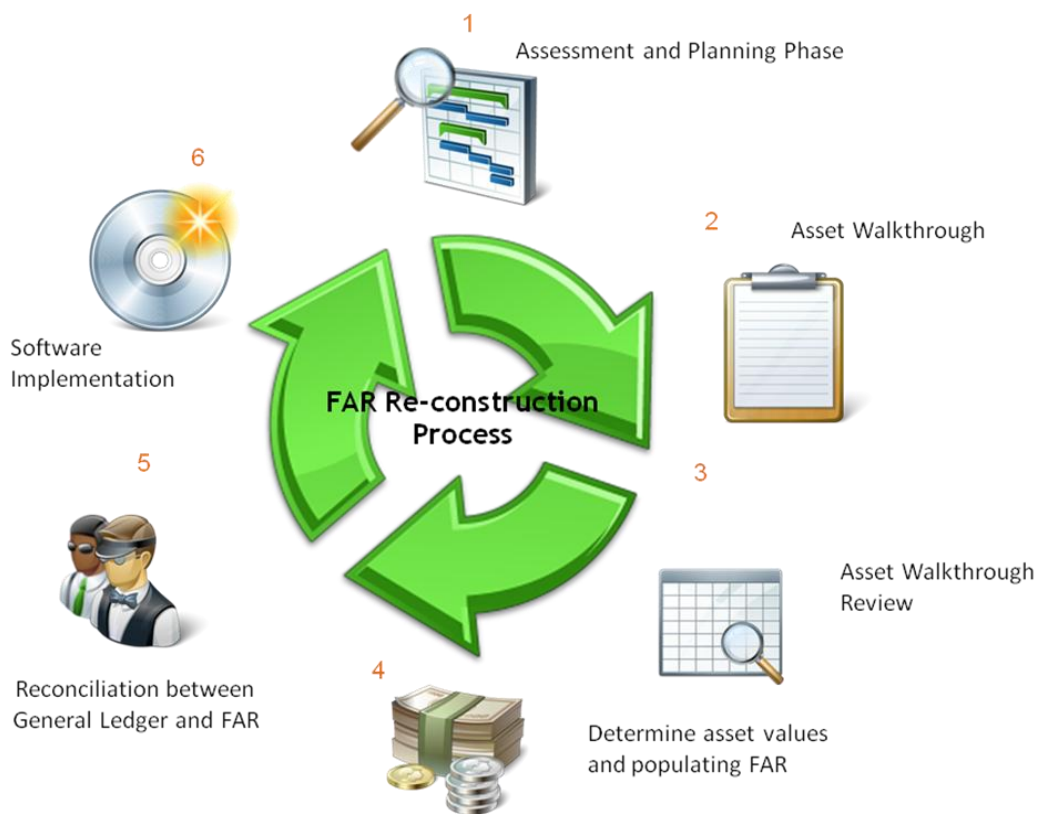 1
Assessment and Planning Phase
2
Asset Walkthrough
3
Asset Walkthrough
Review
4
Determine asset values
and populating FAR
5
Reconciliation between
General Ledger and FAR
6
Software
Implementation
FAR Re-construction
Process